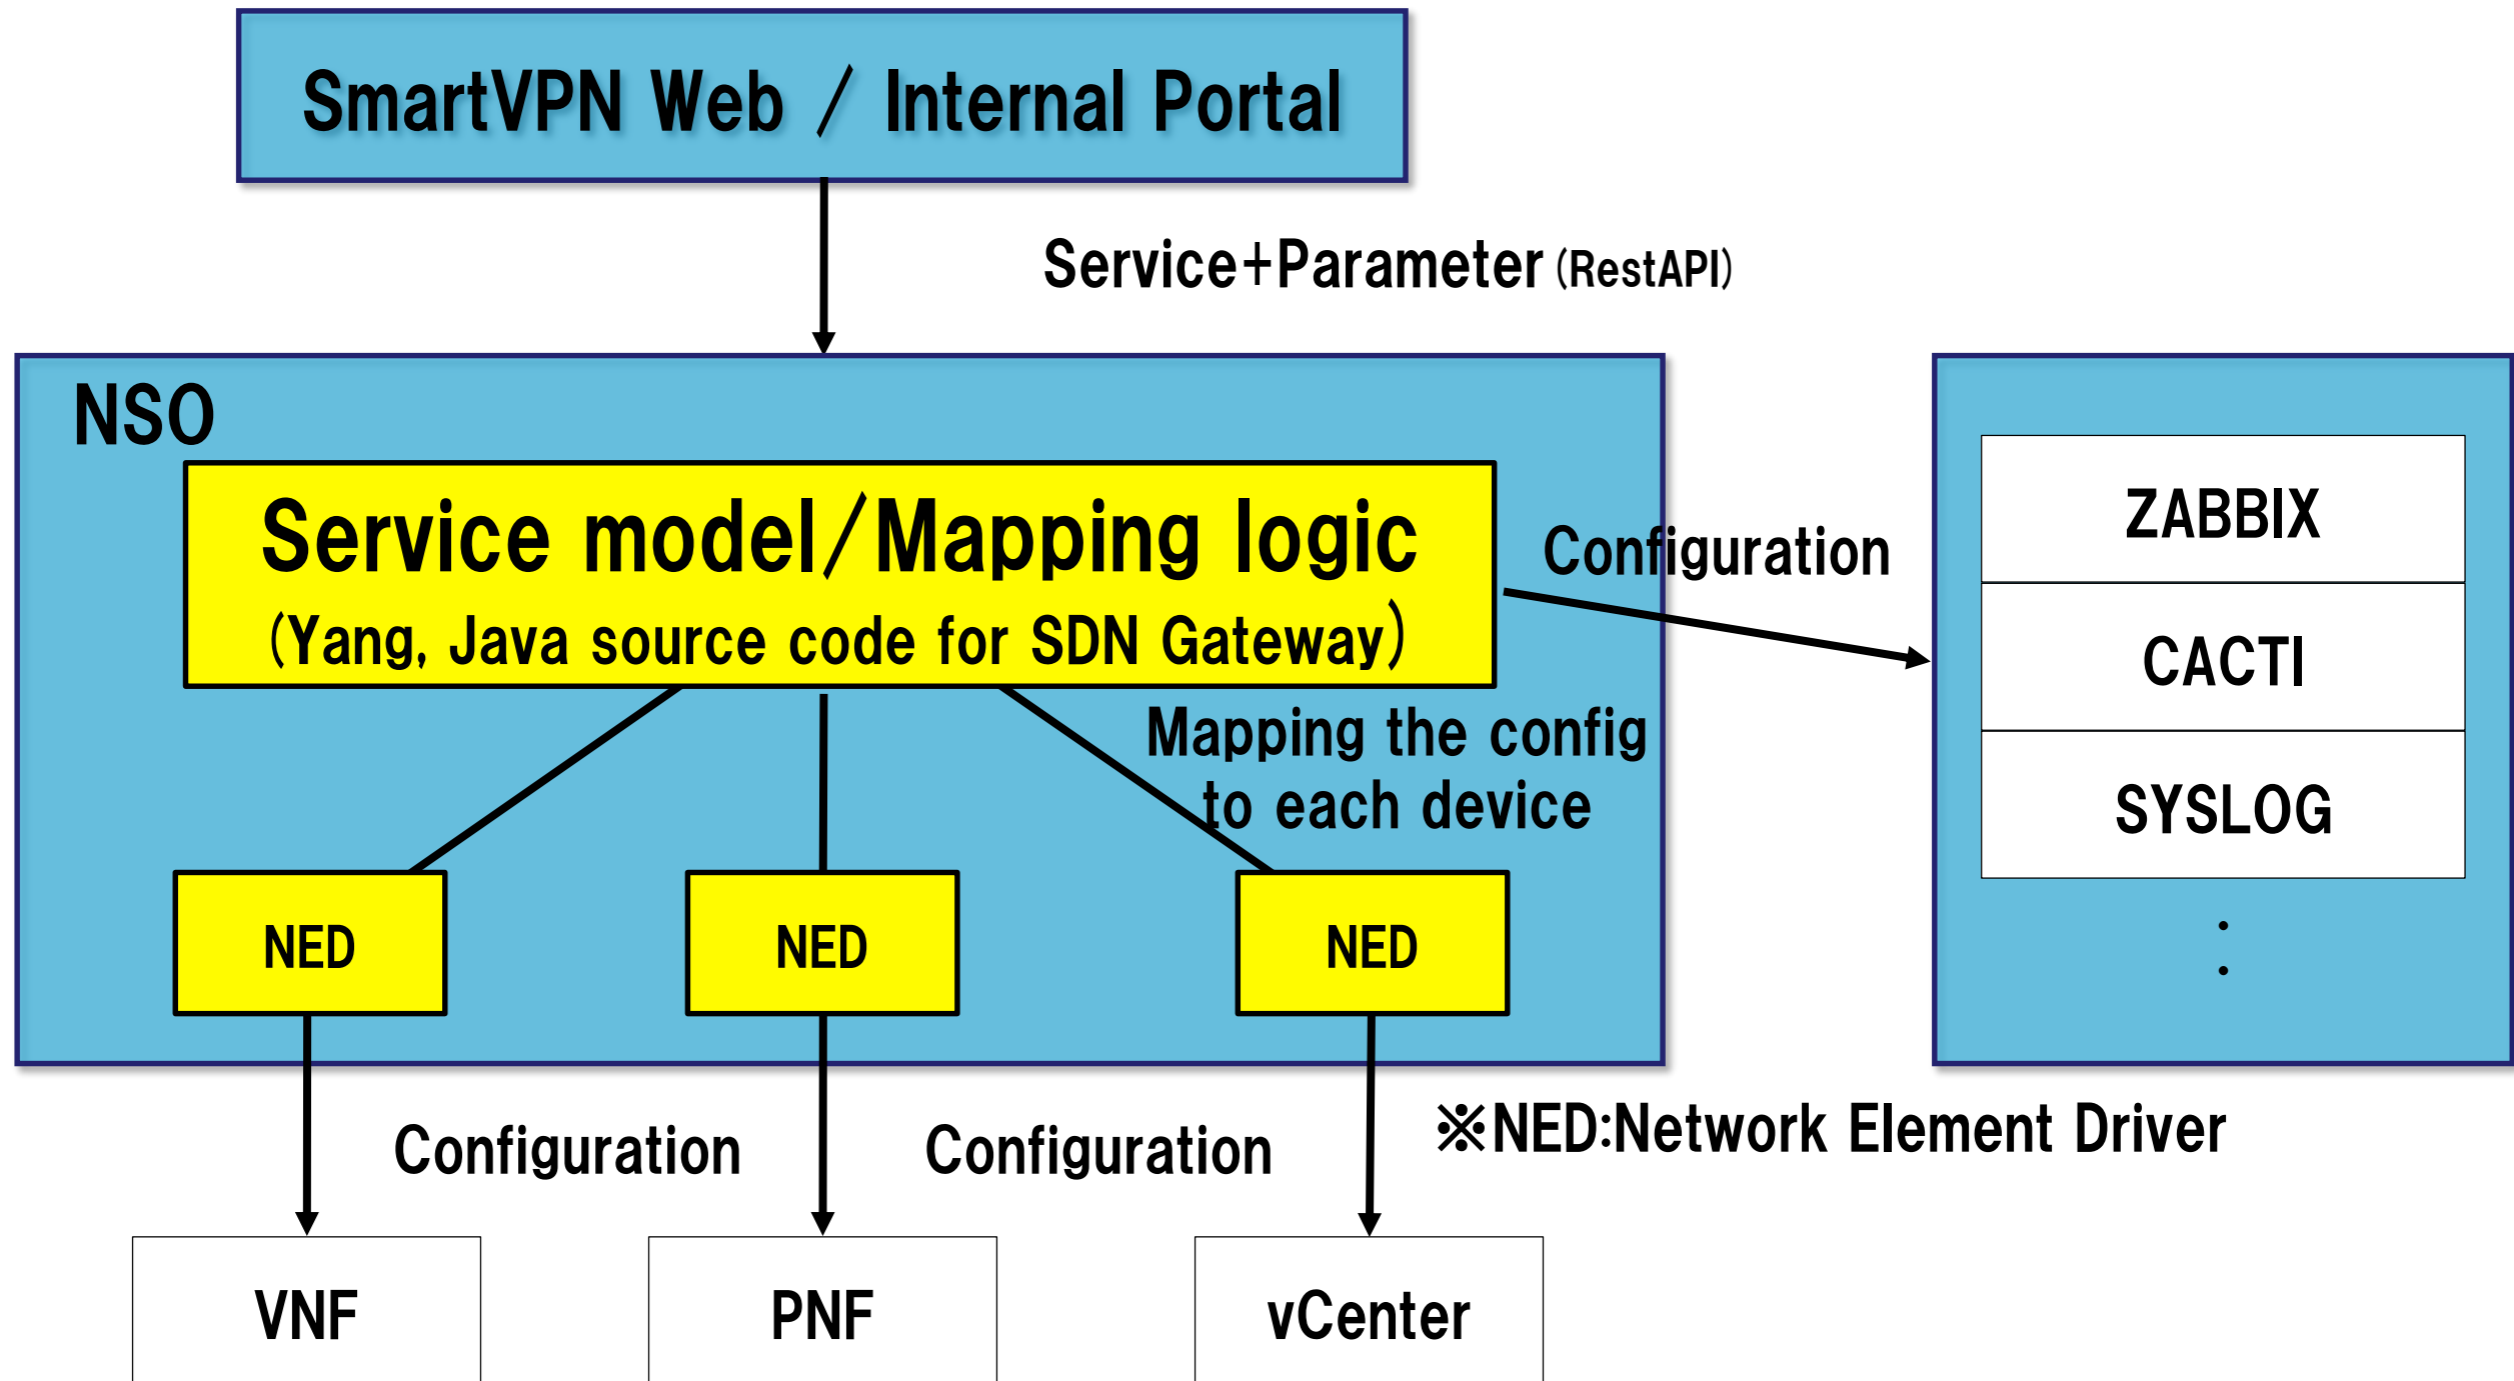 SmartVPN Web ／ Internal Portal
Service+Parameter（RestAPI）
NSO
Service model／Mapping logic
（Yang, Java source code for SDN Gateway）
Configuration
Mapping the config
to each device
ZABBIX
CACTI
SYSLOG
:
:
NED
NED
NED
Configuration
Configuration
※NED:Network Element Driver
VNF
PNF
vCenter